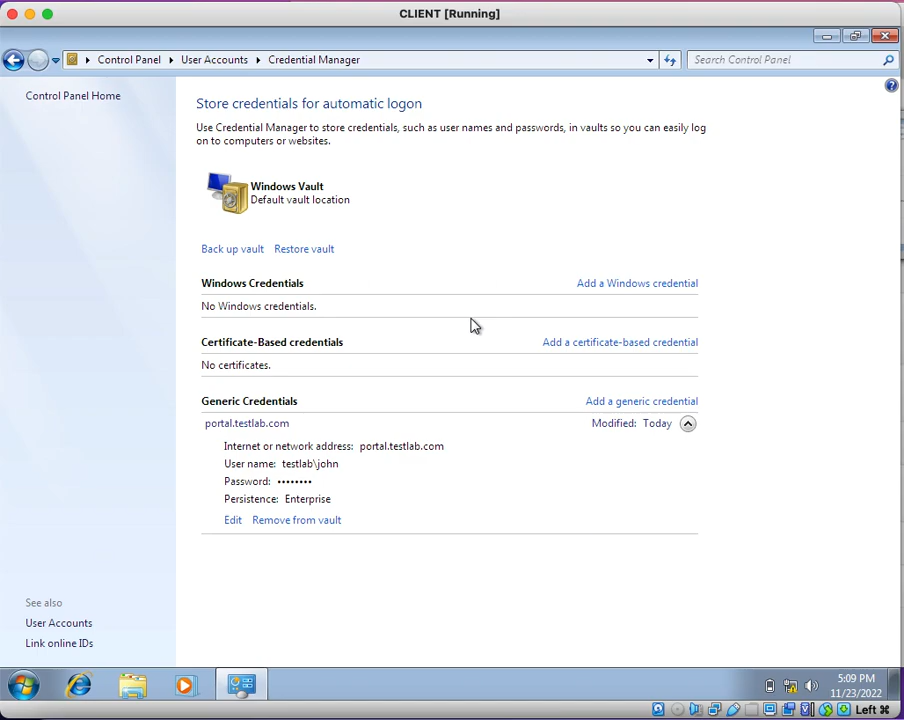 CLIENT [Running]
Control Panel
User Accounts
Credential Manager
Search Control Panel
Control Panel Home
Store credentials for automatic logon
Use Credential Manager to store credentials, such as user names and passwords, in vaults so you can easily log
on to computers or websites.
Windows Vault
Default vault location
Back up vault Restore vault
Windows Credentials Add a Windows credential
No Windows credentials.
Certificate-Based credentials Add a certificate-based credential
No certificates.
Generic Credentials Add a generic credential
portal.testlab.com Modified: Today
Internet or network address: portal.testlab.com
User name: testlab\john
Password: ••••••••
Persistence: Enterprise
Edit Remove from vault
See also
User Accounts
Link online IDs
5:09 PM
11/23/2022
Left ⌘